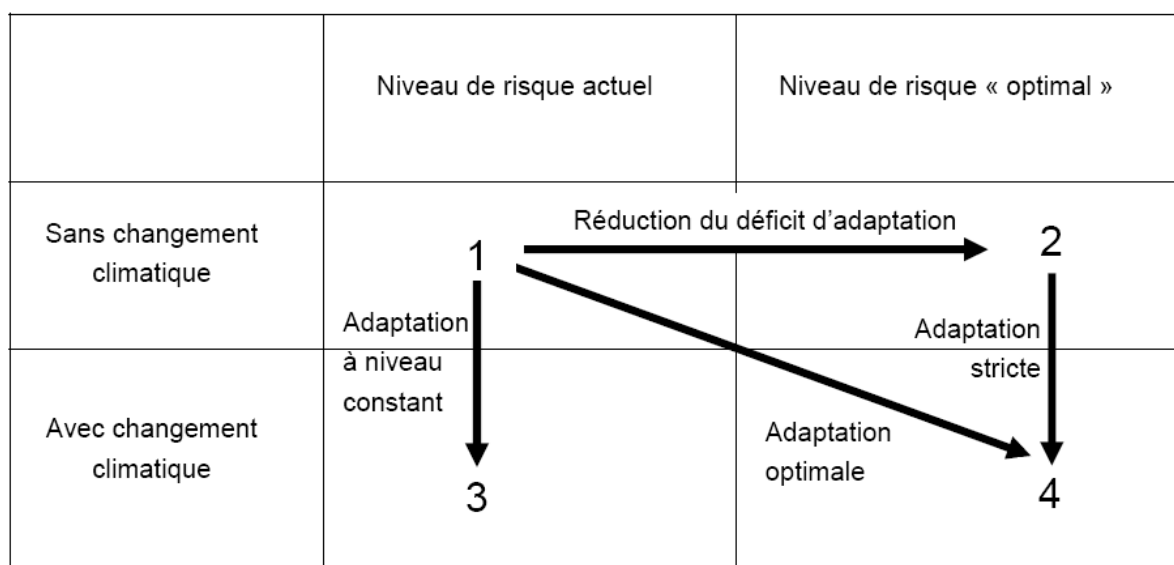 Niveau de risque actuel
Niveau de risque « optimal »
Sans changement
climatique
Réduction du déficit d’adaptation
1
2
Adaptation
à niveau
constant
Adaptation
stricte
Avec changement
climatique
Adaptation
optimale
3
4